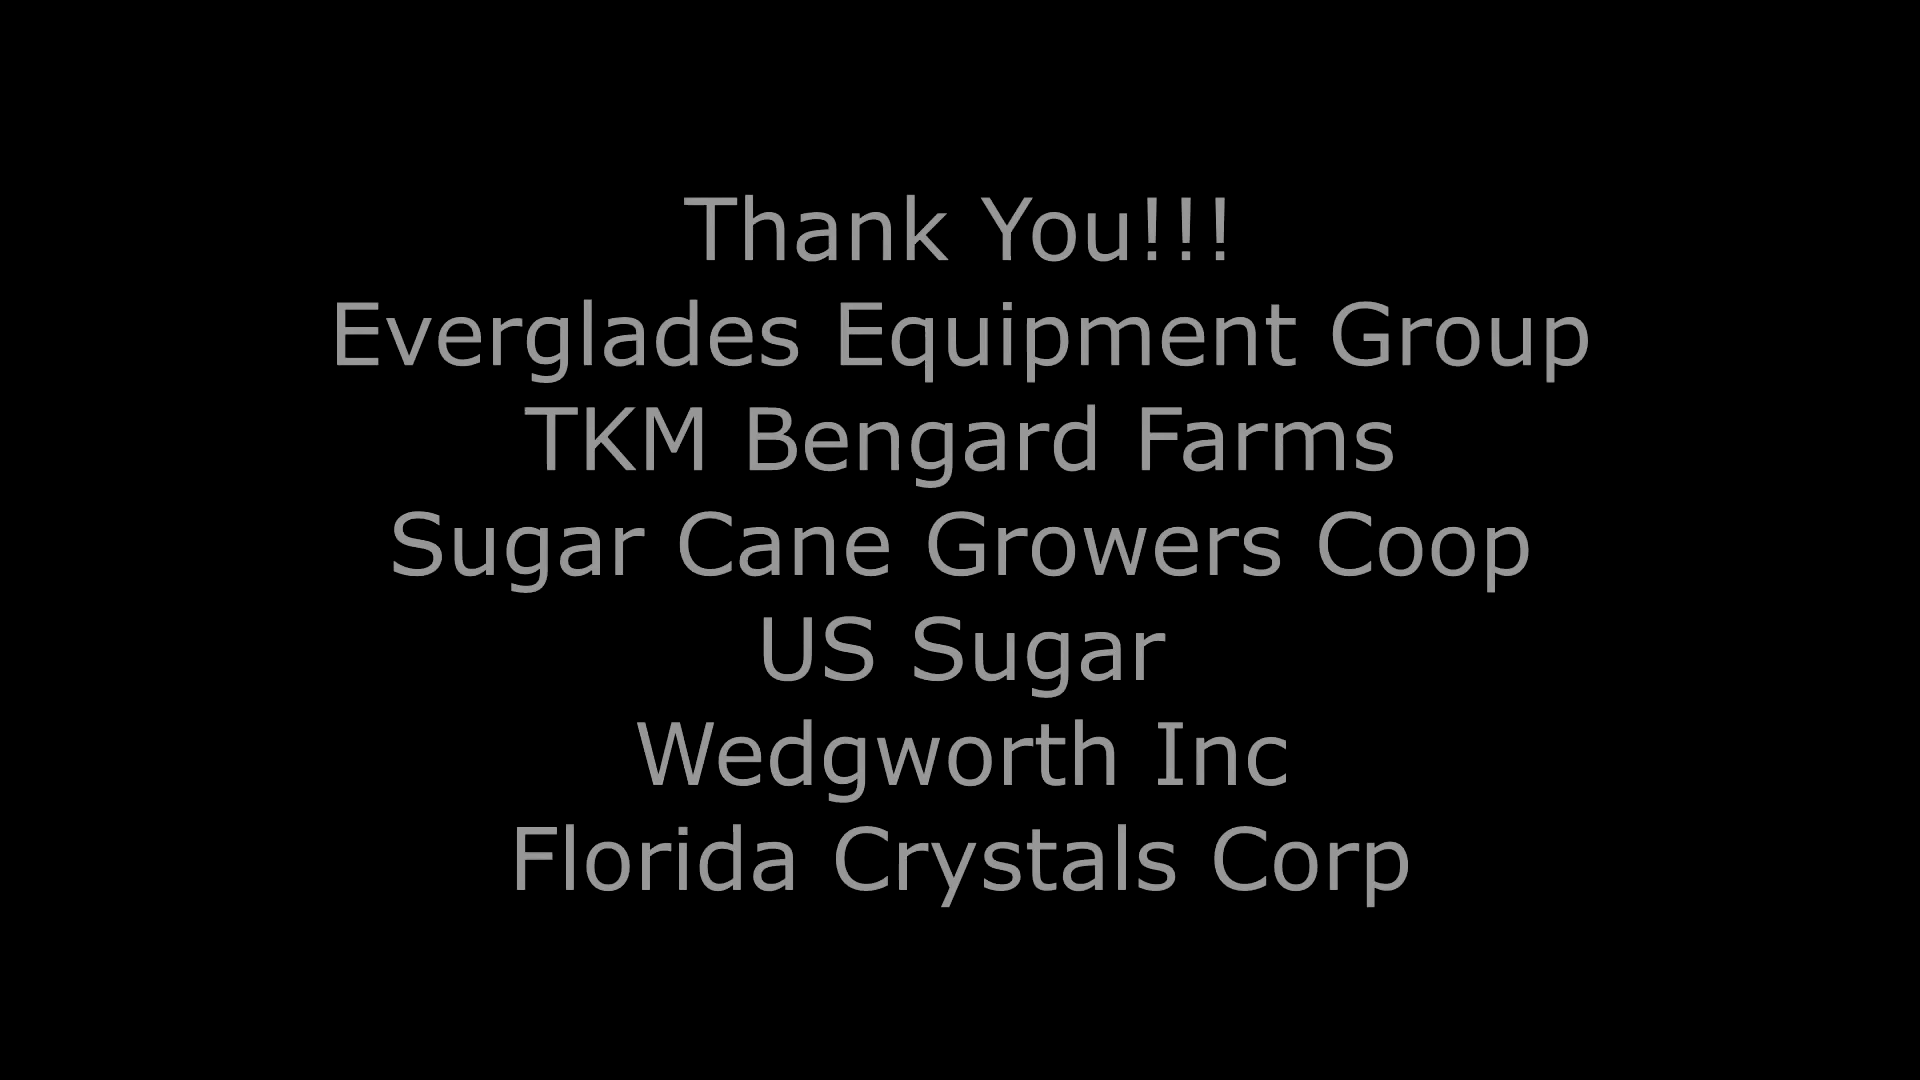 Thank You!!!
Everglades Equipment Group
TKM Bengard Farms
Sugar Cane Growers Coop
US Sugar
Wedgworth Inc
Florida Crystals Corp